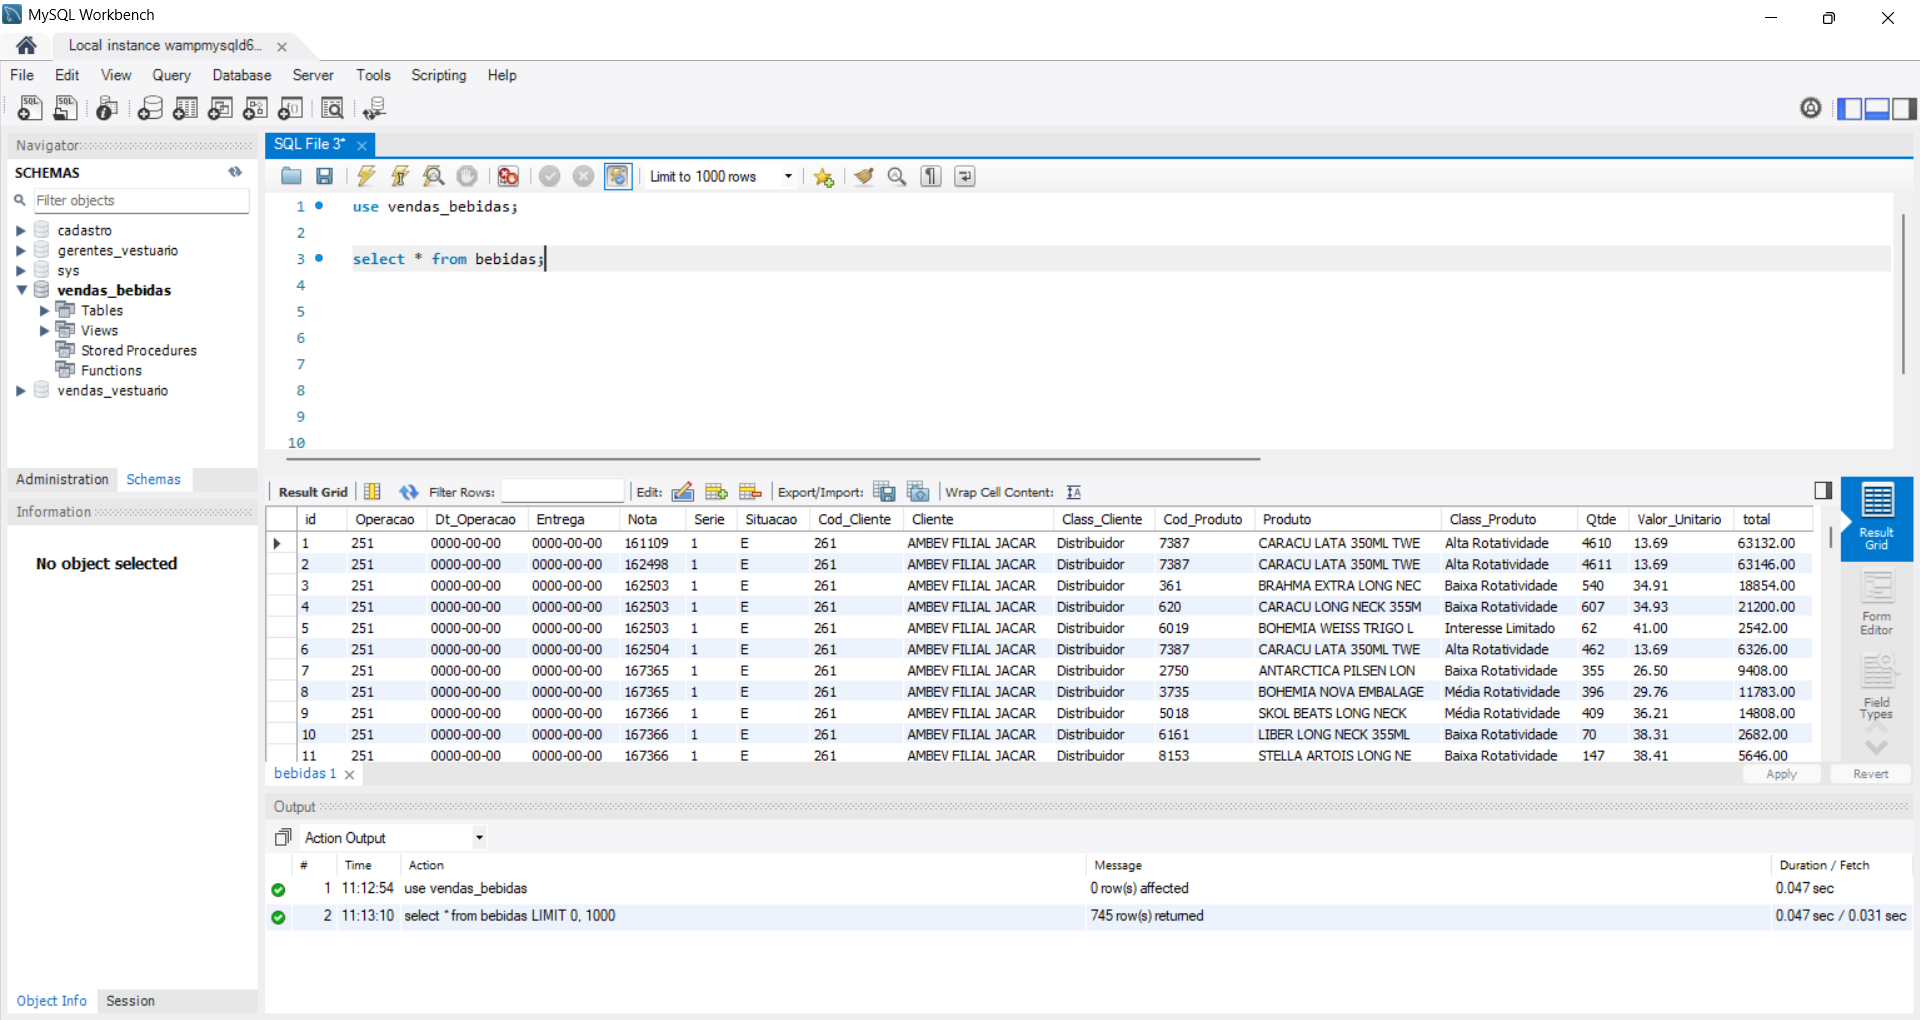 MySQL Workbench
Local instance wampmysqld6...
File Edit View Query Database Server Tools Scripting Help
Navigator
SCHEMAS
Filter objects
cadastro
gerentes_vestuario
sys
vendas_bebidas
Tables
Views
Stored Procedures
Functions
vendas_vestuario
Administration Schemas
Information
No object selected
Object Info Session
SQL File 3*
Limit to 1000 rows
1 use vendas_bebidas;
2
3 select * from bebidas;
4
5
6
7
8
9
10
Result Grid Filter Rows: Edit: Export/Import: Wrap Cell Content:
id Operacao Dt_Operacao Entrega Nota Serie Situacao Cod_Cliente Cliente Class_Cliente Cod_Produto Produto Class_Produto Qtde Valor_Unitario total
1 251 0000-00-00 0000-00-00 161109 1 E 261 AMBEV FILIAL JACAR Distribuidor 7387 CARACU LATA 350ML TWE Alta Rotatividade 4610 13.69 63132.00
2 251 0000-00-00 0000-00-00 162498 1 E 261 AMBEV FILIAL JACAR Distribuidor 7387 CARACU LATA 350ML TWE Alta Rotatividade 4611 13.69 63146.00
3 251 0000-00-00 0000-00-00 162503 1 E 261 AMBEV FILIAL JACAR Distribuidor 361 BRAHMA EXTRA LONG NEC Baixa Rotatividade 540 34.91 18854.00
4 251 0000-00-00 0000-00-00 162503 1 E 261 AMBEV FILIAL JACAR Distribuidor 620 CARACU LONG NECK 355M Baixa Rotatividade 607 34.93 21200.00
5 251 0000-00-00 0000-00-00 162503 1 E 261 AMBEV FILIAL JACAR Distribuidor 6019 BOHEMIA WEISS TRIGO L Interesse Limitado 62 41.00 2542.00
6 251 0000-00-00 0000-00-00 162504 1 E 261 AMBEV FILIAL JACAR Distribuidor 7387 CARACU LATA 350ML TWE Alta Rotatividade 462 13.69 6326.00
7 251 0000-00-00 0000-00-00 167365 1 E 261 AMBEV FILIAL JACAR Distribuidor 2750 ANTARCTICA PILSEN LON Baixa Rotatividade 355 26.50 9408.00
8 251 0000-00-00 0000-00-00 167365 1 E 261 AMBEV FILIAL JACAR Distribuidor 3735 BOHEMIA NOVA EMBALAGE Média Rotatividade 396 29.76 11783.00
9 251 0000-00-00 0000-00-00 167366 1 E 261 AMBEV FILIAL JACAR Distribuidor 5018 SKOL BEATS LONG NECK Média Rotatividade 409 36.21 14808.00
10 251 0000-00-00 0000-00-00 167366 1 E 261 AMBEV FILIAL JACAR Distribuidor 6161 LIBER LONG NECK 355ML Baixa Rotatividade 70 38.31 2682.00
11 251 0000-00-00 0000-00-00 167366 1 E 261 AMBEV FILIAL JACAR Distribuidor 8153 STELLA ARTOIS LONG NE Baixa Rotatividade 147 38.41 5646.00
Result
Grid
Form
Editor
Field
Types
bebidas 1
Apply Revert
Output
Action Output
# Time Action Message Duration / Fetch
1 11:12:54 use vendas_bebidas 0 row(s) affected 0.047 sec
2 11:13:10 select * from bebidas LIMIT 0, 1000 745 row(s) returned 0.047 sec / 0.031 sec